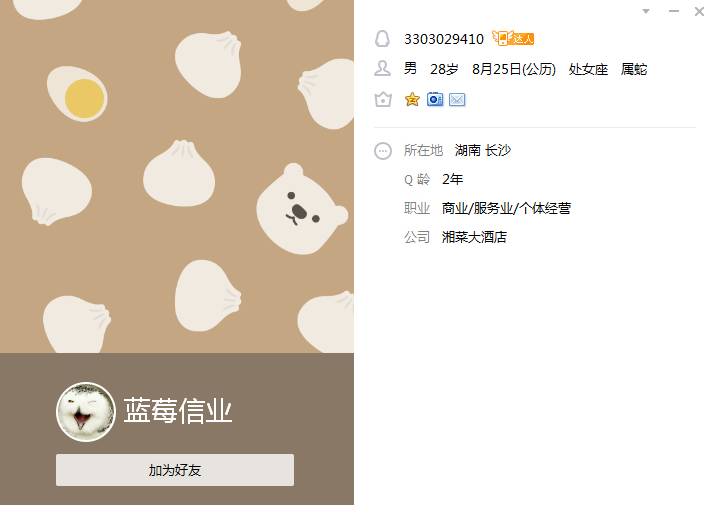 3303029410 达人
男 28岁 8月25日(公历) 处女座 属蛇
所在地 湖南 长沙
Q 龄 2年
职业 商业/服务业/个体经营
公司 湘菜大酒店
蓝莓信业
加为好友